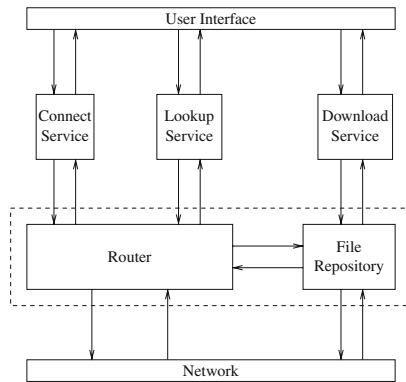 User Interface
Connect
Service
Lookup
Service
Download
Service
Router
File
Repository
Network